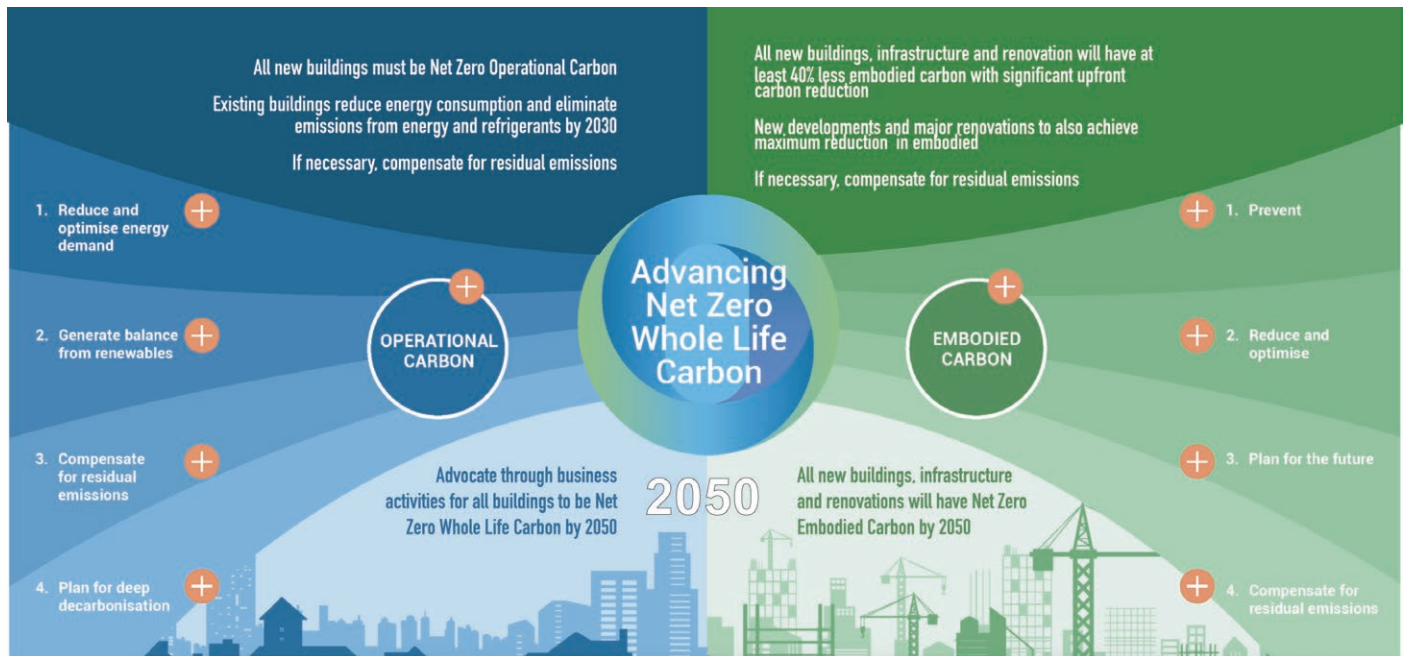 All new buildings must be Net Zero Operational Carbon
Existing buildings reduce energy consumption and eliminate
emissions from energy and refrigerants by 2030
If necessary, compensate for residual emissions
All new buildings, infrastructure and renovation will have at
least 40% less embodied carbon with significant upfront
carbon reduction
New developments and major renovations to also achieve
maximum reduction in embodied
If necessary, compensate for residual emissions
1. Reduce and
optimise energy
demand
2. Generate balance
from renewables
3. Compensate
for residual
emissions
4. Plan for deep
decarbonisation
OPERATIONAL
CARBON
Advancing
Net Zero
Whole Life
Carbon
EMBODIED
CARBON
1. Prevent
2. Reduce and
optimise
3. Plan for the future
4. Compensate for
residual emissions
Advocate through business
activities for all buildings to be Net
Zero Whole Life Carbon by 2050
2050
All new buildings, infrastructure
and renovations will have Net Zero
Embodied Carbon by 2050